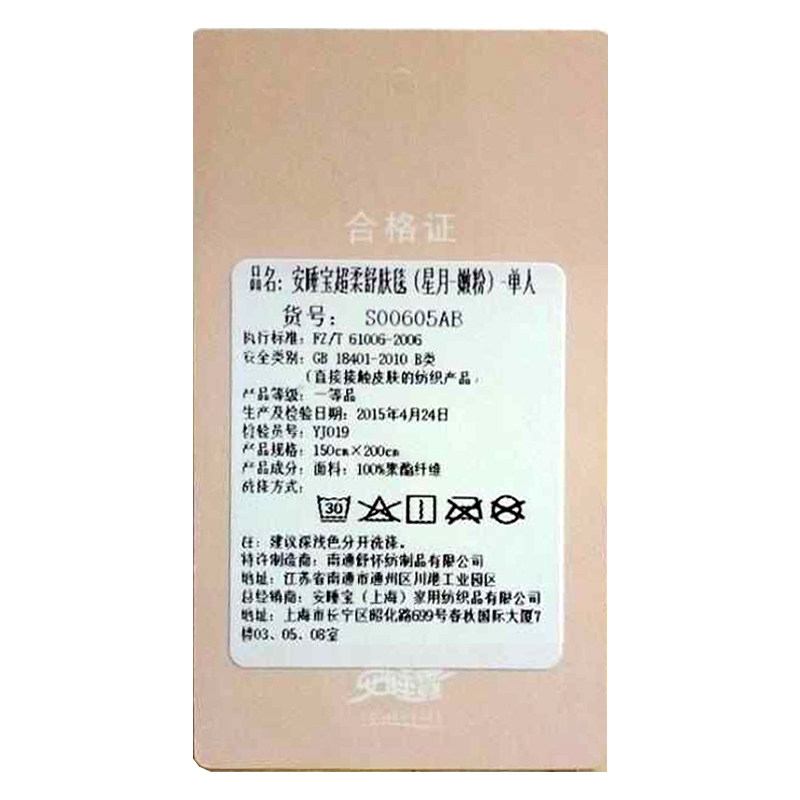 合格证
品名: 安睡宝超柔舒肤毯(星月-嫩粉)-单人
货号: S00605AB
执行标准: FZ/T 61006-2006
安全类别: GB 18401-2010 B类
(直接接触皮肤的纺织产品)
产品等级: 一等品
生产及检验日期: 2015年4月24日
检验员号: YJ019
产品规格: 150cm×200cm
产品成分: 面料: 100%聚酯纤维
洗涤方式:
30
注: 建议深浅色分开洗涤。
特许制造商: 南通舒怀纺制品有限公司
地址: 江苏省南通市通州区川港工业园区
总经销商: 安睡宝(上海)家用纺织品有限公司
地址: 上海市长宁区昭化路699号春秋国际大厦7
楼03、05、08室
安睡宝